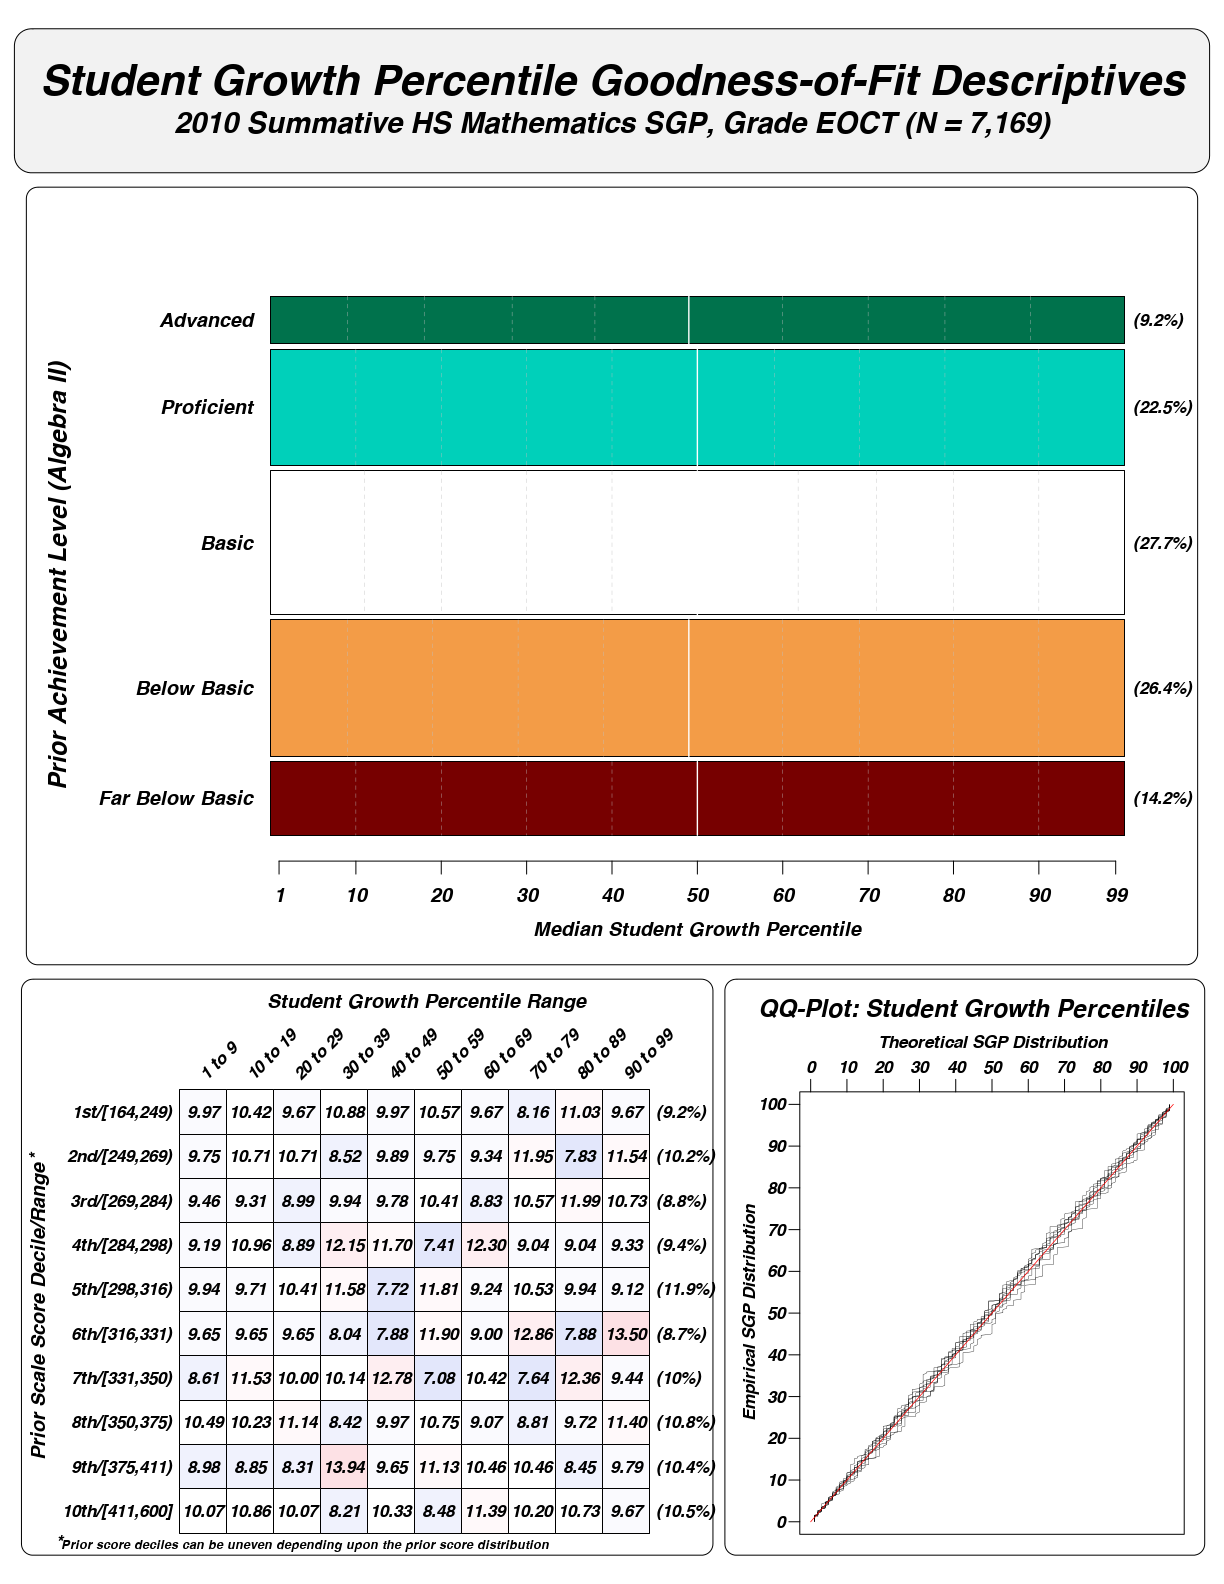 Student Growth Percentile Goodness-of-Fit Descriptives
2010 Summative HS Mathematics SGP, Grade EOCT (N = 7,169)
Prior Achievement Level (Algebra II)
Advanced (9.2%)
Proficient (22.5%)
Basic (27.7%)
Below Basic (26.4%)
Far Below Basic (14.2%)
1 10 20 30 40 50 60 70 80 90 99
Median Student Growth Percentile
Student Growth Percentile Range
1 to 9 10 to 19 20 to 29 30 to 39 40 to 49 50 to 59 60 to 69 70 to 79 80 to 89 90 to 99
Prior Scale Score Decile/Range*
1st/[164,249) 9.97 10.42 9.67 10.88 9.97 10.57 9.67 8.16 11.03 9.67 (9.2%)
2nd/[249,269) 9.75 10.71 10.71 8.52 9.89 9.75 9.34 11.95 7.83 11.54 (10.2%)
3rd/[269,284) 9.46 9.31 8.99 9.94 9.78 10.41 8.83 10.57 11.99 10.73 (8.8%)
4th/[284,298) 9.19 10.96 8.89 12.15 11.70 7.41 12.30 9.04 9.04 9.33 (9.4%)
5th/[298,316) 9.94 9.71 10.41 11.58 7.72 11.81 9.24 10.53 9.94 9.12 (11.9%)
6th/[316,331) 9.65 9.65 9.65 8.04 7.88 11.90 9.00 12.86 7.88 13.50 (8.7%)
7th/[331,350) 8.61 11.53 10.00 10.14 12.78 7.08 10.42 7.64 12.36 9.44 (10%)
8th/[350,375) 10.49 10.23 11.14 8.42 9.97 10.75 9.07 8.81 9.72 11.40 (10.8%)
9th/[375,411) 8.98 8.85 8.31 13.94 9.65 11.13 10.46 10.46 8.45 9.79 (10.4%)
10th/[411,600] 10.07 10.86 10.07 8.21 10.33 8.48 11.39 10.20 10.73 9.67 (10.5%)
*Prior score deciles can be uneven depending upon the prior score distribution
QQ-Plot: Student Growth Percentiles
Theoretical SGP Distribution
0 10 20 30 40 50 60 70 80 90 100
Empirical SGP Distribution
100
90
80
70
60
50
40
30
20
10
0